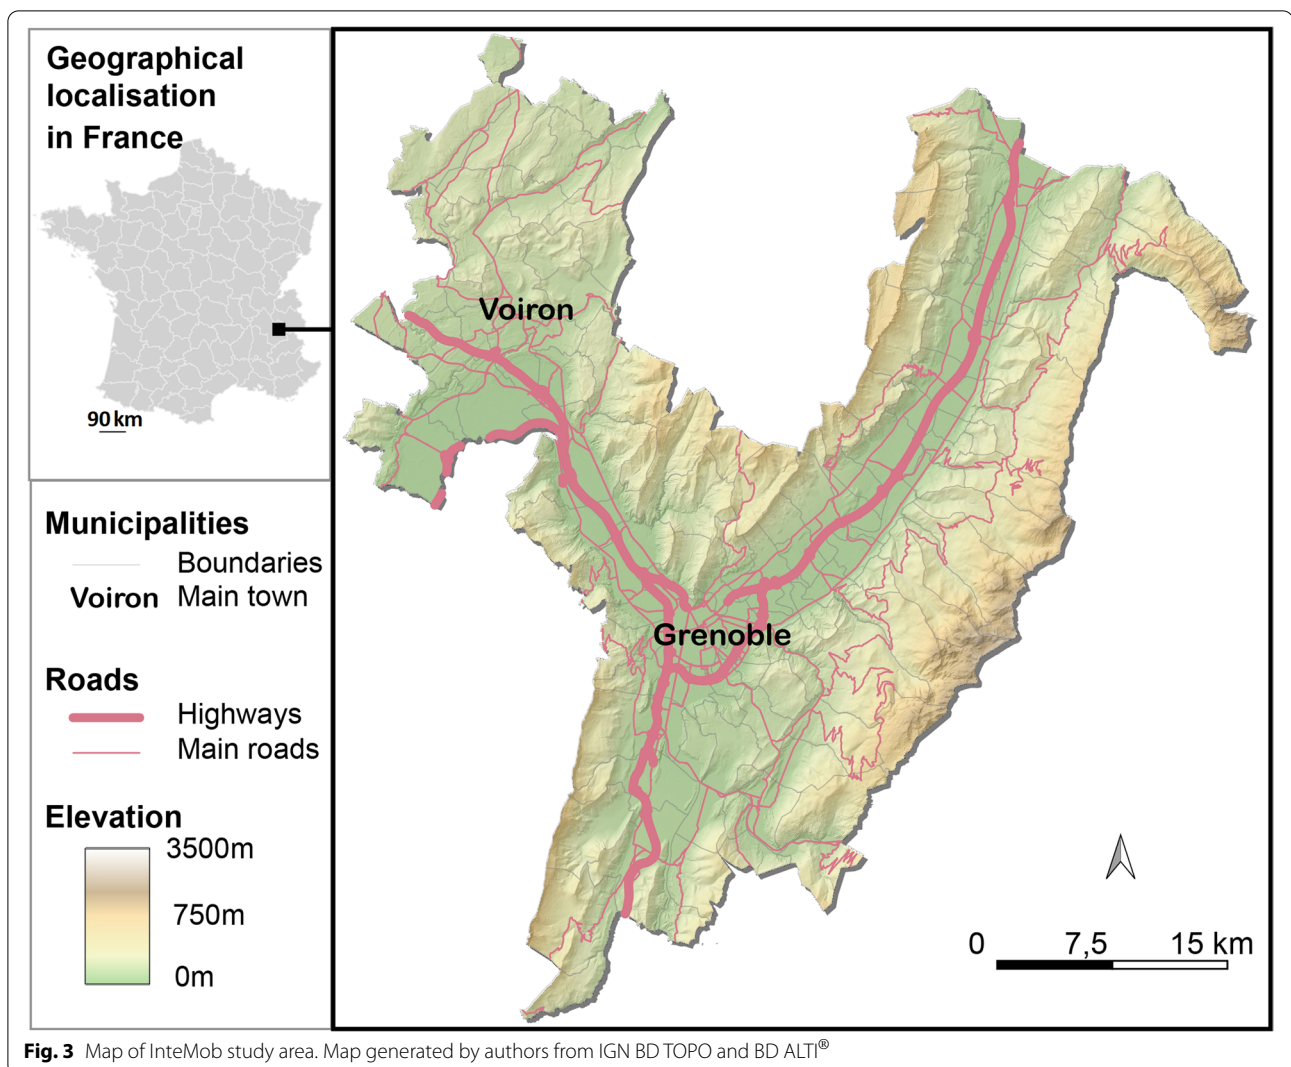 Geographical
localisation
in France
90 km
Municipalities
Boundaries
Voiron Main town
Roads
Highways
Main roads
Elevation
3500m
750m
0m
Voiron
Grenoble
0 7,5 15 km
Fig. 3 Map of InteMob study area. Map generated by authors from IGN BD TOPO and BD ALTI®